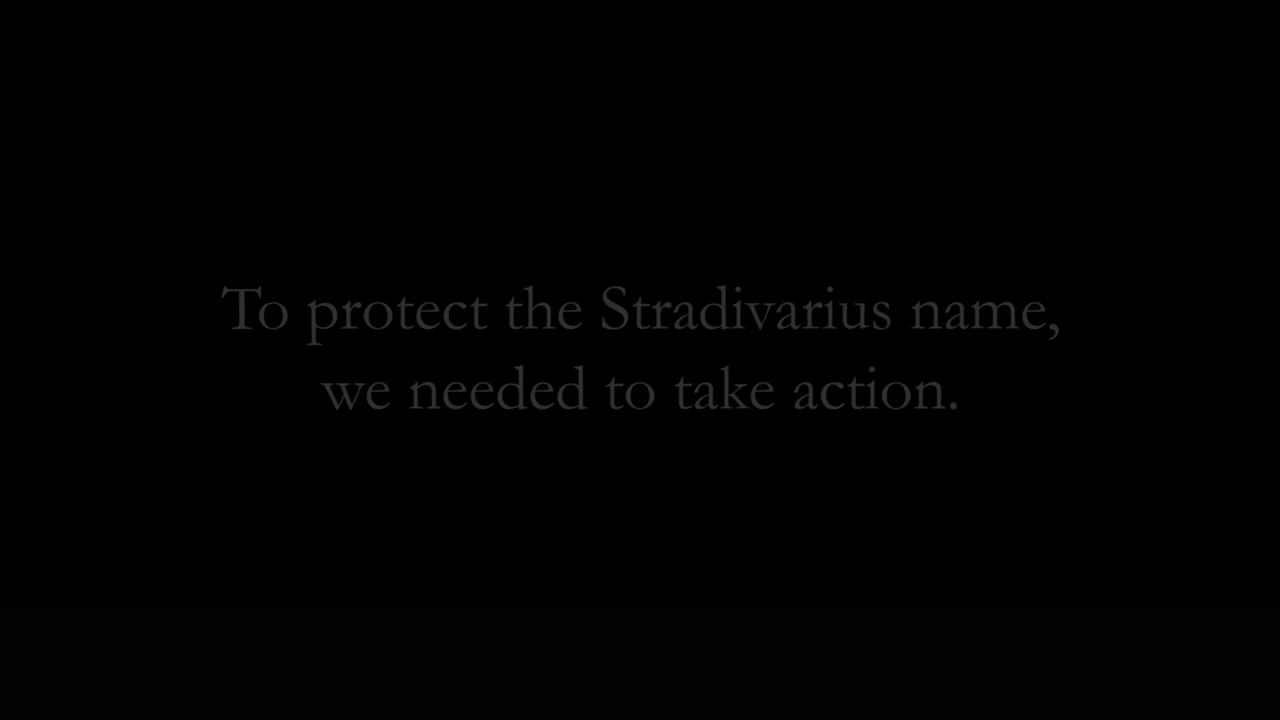 To protect the Stradivarius name,
we needed to take action.